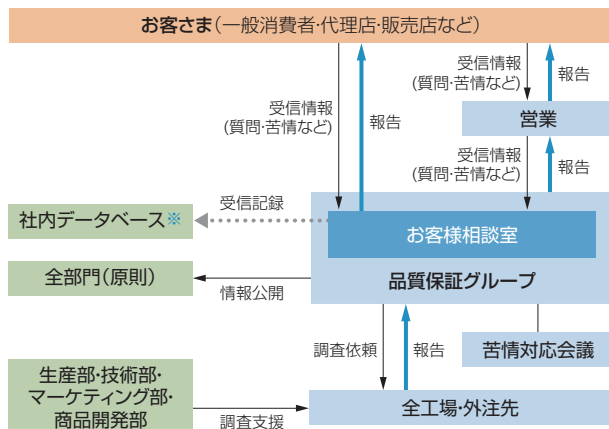 お客さま(一般消費者・代理店・販売店など)
受信情報
(質問・苦情など)
報告
営業
受信情報
(質問・苦情など)
報告
受信情報
(質問・苦情など)
報告
受信記録
社内データベース※
お客様相談室
全部門(原則)
情報公開
品質保証グループ
調査依頼
報告
苦情対応会議
生産部・技術部・
マーケティング部・
商品開発部
調査支援
全工場・外注先